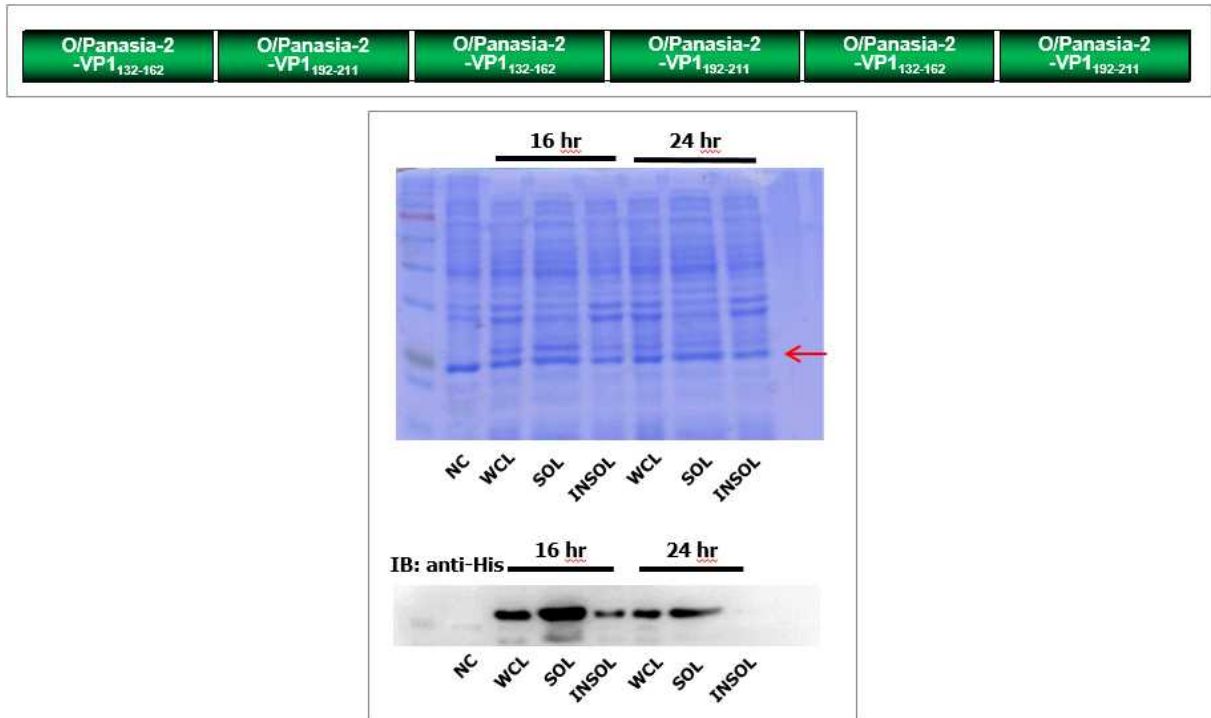 O/Panasia-2 O/Panasia-2 O/Panasia-2 O/Panasia-2 O/Panasia-2 O/Panasia-2
-VP1132-162 -VP1192-211 -VP1132-162 -VP1192-211 -VP1132-162 -VP1192-211
16 hr 24 hr
NC WCL SOL INSOL WCL SOL INSOL
16 hr 24 hr
IB: anti-His
NC WCL SOL INSOL WCL SOL INSOL